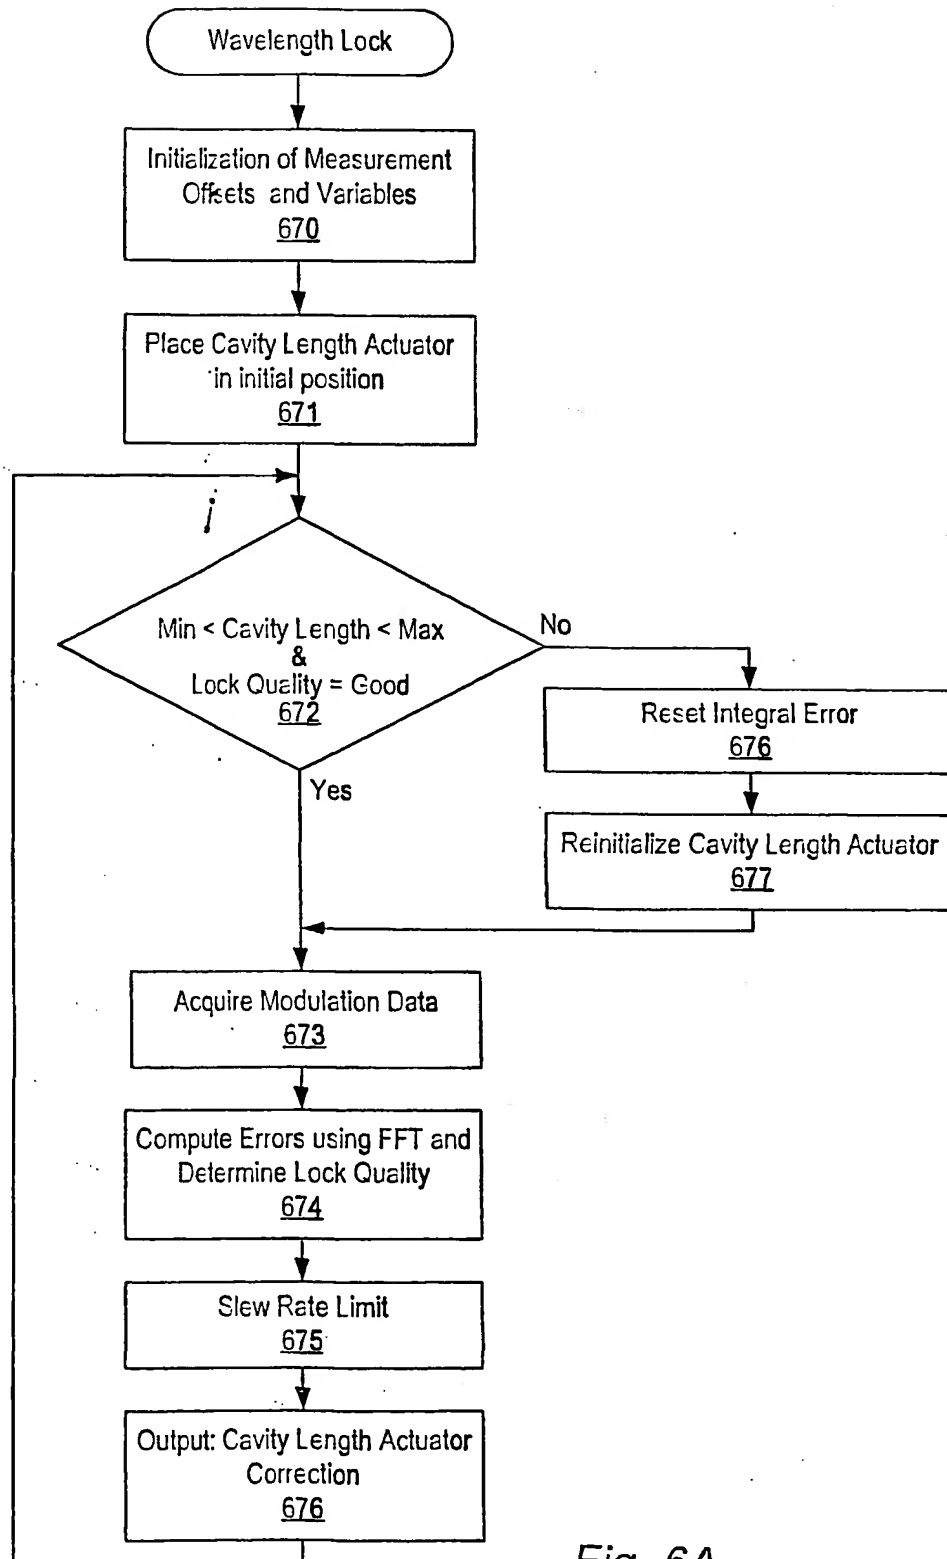 Wavelength Lock
Initialization of Measurement
Offsets and Variables
670
Place Cavity Length Actuator
in initial position
671
Min < Cavity Length < Max
&
Lock Quality = Good
672
No
Reset Integral Error
676
Reinitialize Cavity Length Actuator
677
Yes
Acquire Modulation Data
673
Compute Errors using FFT and
Determine Lock Quality
674
Slew Rate Limit
675
Output: Cavity Length Actuator
Correction
676
Fig. 6A